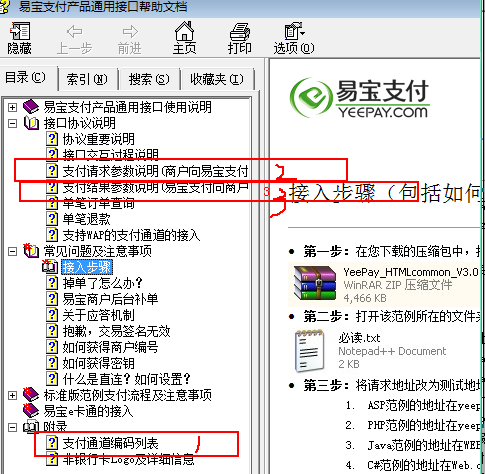 易宝支付产品通用接口帮助文档
隐藏
上一步
前进
主页
打印
选项(O)
目录(C)
索引(N)
搜索(S)
收藏夹(I)
易宝支付产品通用接口使用说明
接口协议说明
协议重要说明
接口交互过程说明
支付请求参数说明(商户向易宝支付
支付结果参数说明(易宝支付向商户
单笔订单查询
单笔退款
支持WAP的支付通道的接入
常见问题及注意事项
接入步骤
掉单了怎么办?
易宝商户后台补单
关于应答机制
抱歉，交易签名无效
如何获得商户编号
如何获得密钥
什么是直连? 如何设置?
标准版范例支付流程及注意事项
易宝e卡通的接入
附录
支付通道编码列表
1
非银行卡Logo及详细信息
易宝支付
YEEPAY.COM
2
3
接入步骤（包括如何
第一步: 在您下载的压缩包中，找
YeePay_HTMLcommon_V3.0
WinRAR ZIP 压缩文件
4,466 KB
第二步: 打开该范例所在的文件夹
必读.txt
Notepad++ Document
2 KB
第三步: 将请求地址改为测试地址
1. ASP范例的地址在yeep
2. PHP范例的地址在yeep
3. Java范例的地址在WEB
4. C#范例的地址在Web.c